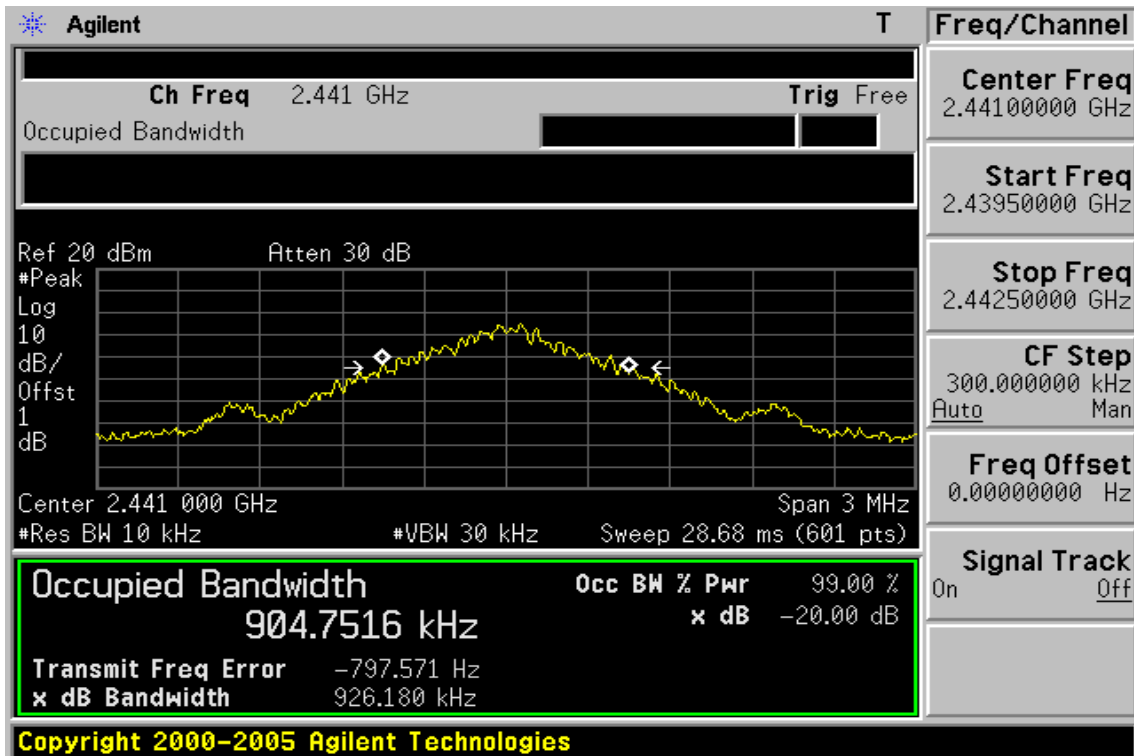 Agilent
T
Freq/Channel
Ch Freq 2.441 GHz
Trig Free
Occupied Bandwidth
Center Freq
2.44100000 GHz
Start Freq
2.43950000 GHz
Stop Freq
2.44250000 GHz
CF Step
300.000000 kHz
Auto Man
Freq Offset
0.00000000 Hz
Signal Track
On Off
Ref 20 dBm
Atten 30 dB
#Peak
Log
10
dB/
Offst
1
dB
Center 2.441 000 GHz
Span 3 MHz
#Res BW 10 kHz
#VBW 30 kHz
Sweep 28.68 ms (601 pts)
Occupied Bandwidth
904.7516 kHz
Occ BW % Pwr 99.00 %
x dB -20.00 dB
Transmit Freq Error -797.571 Hz
x dB Bandwidth 926.180 kHz
Copyright 2000-2005 Agilent Technologies